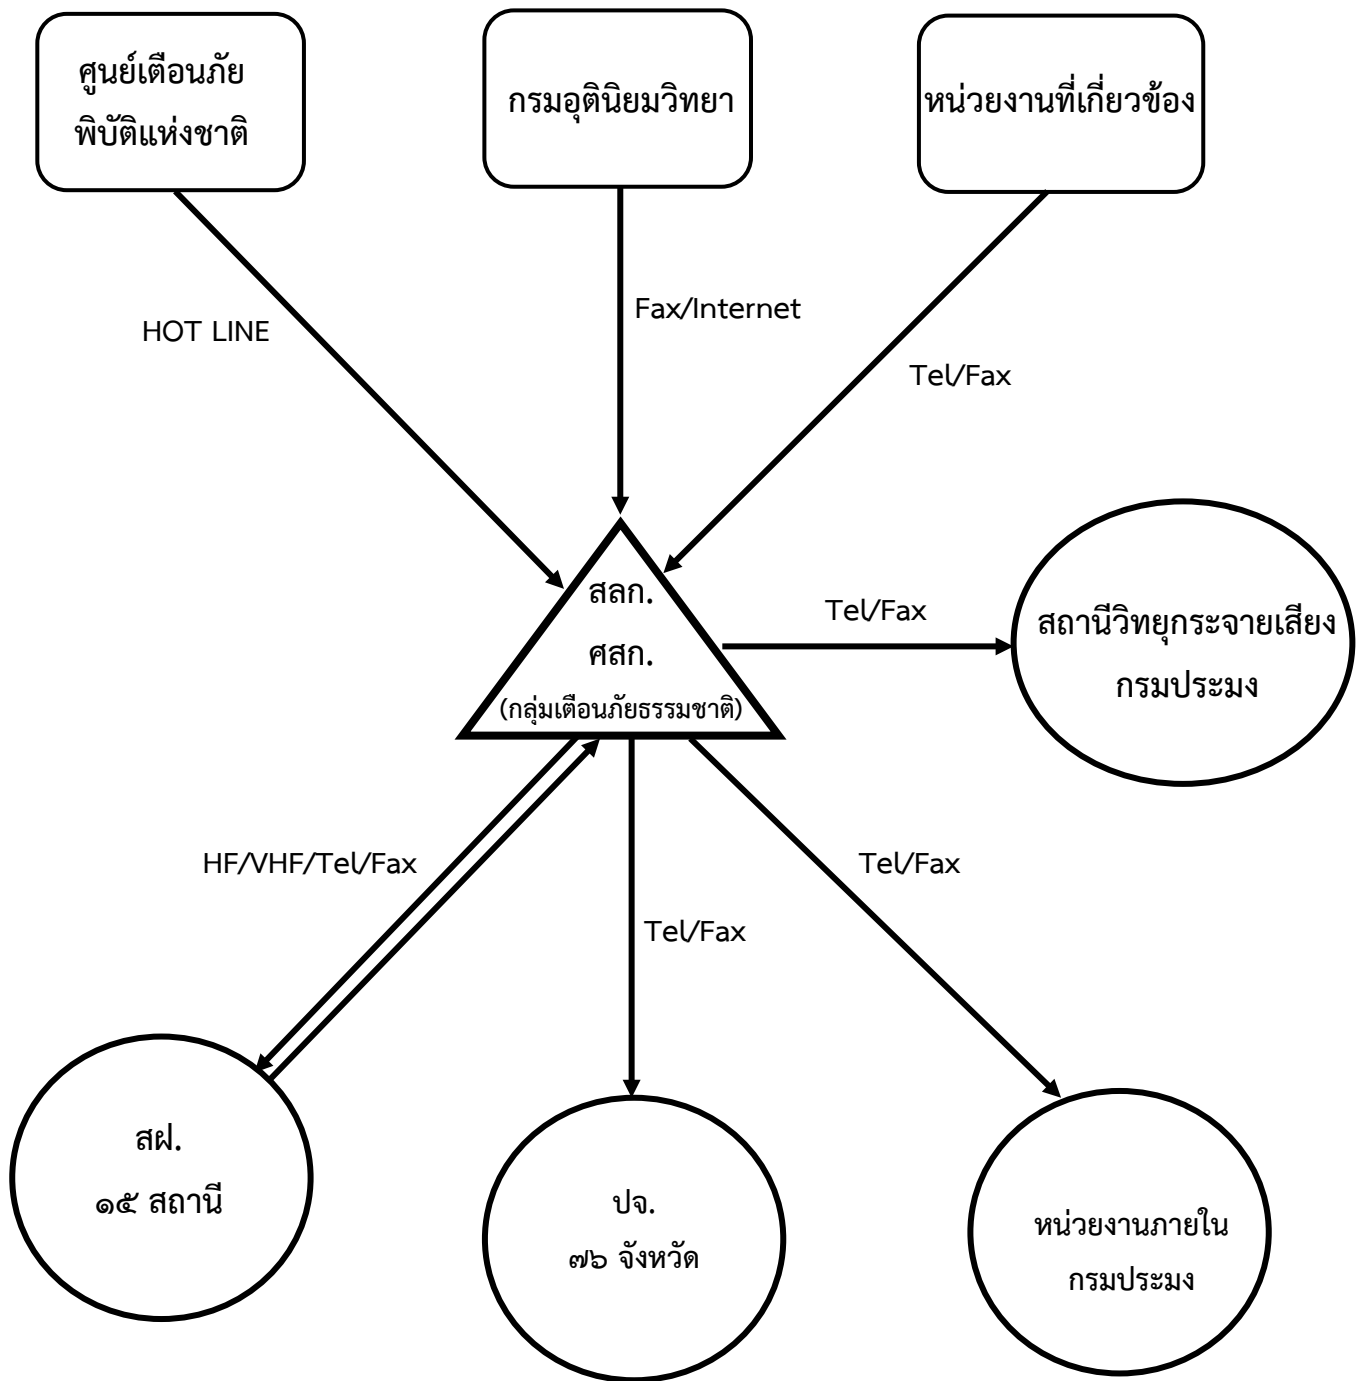 ศูนย์เตือนภัย
พิบัติแห่งชาติ
กรมอุตินิยมวิทยา
หน่วยงานที่เกี่ยวข้อง
HOT LINE
Fax/Internet
Tel/Fax
สลก.
ศสก.
(กลุ่มเตือนภัยธรรมชาติ)
Tel/Fax
สถานีวิทยุกระจายเสียง
กรมประมง
HF/VHF/Tel/Fax
Tel/Fax
Tel/Fax
สฝ.
๑๕ สถานี
ปจ.
๗๖ จังหวัด
หน่วยงานภายใน
กรมประมง